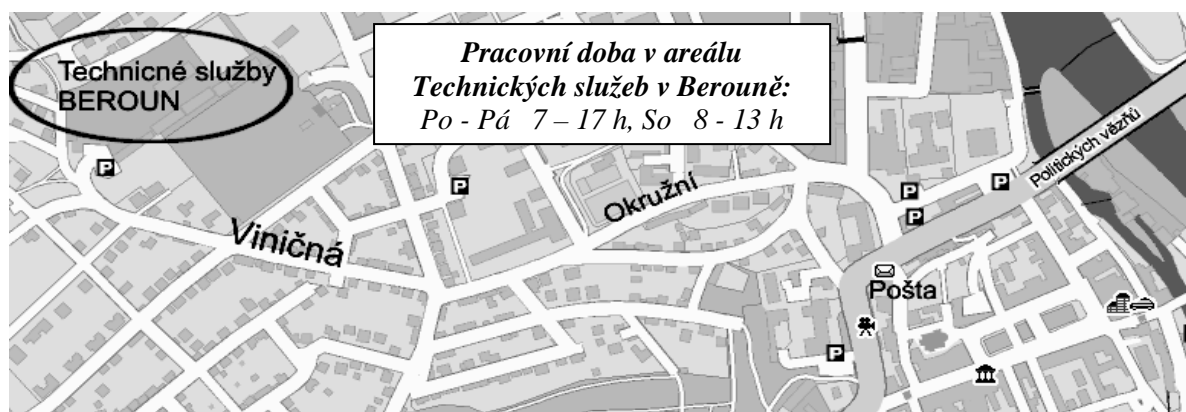 Technicné služby
BEROUN
Pracovní doba v areálu
Technických služeb v Berouně:
Po - Pá 7 – 17 h, So 8 - 13 h
Politických vězňů
P
P
P
P
P
Okružní
Viničná
Pošta
P